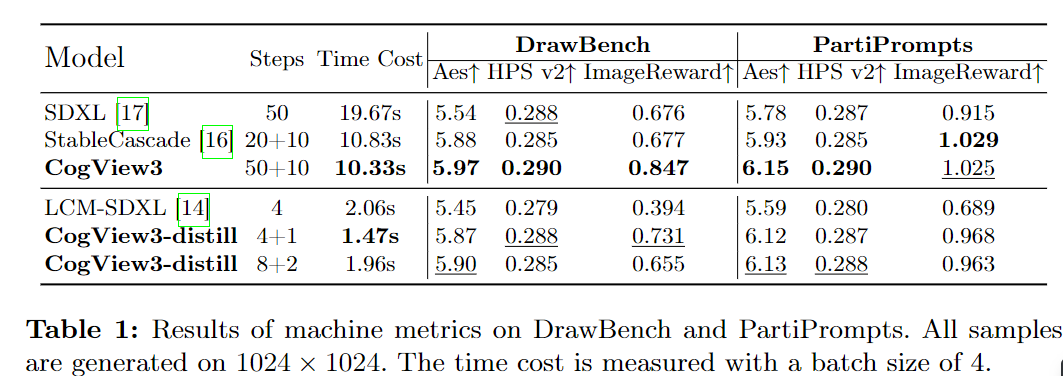 Model Steps Time Cost DrawBench PartiPrompts
Aes↑ HPS v2↑ ImageReward↑ Aes↑ HPS v2↑ ImageReward↑
SDXL [17] 50 19.67s 5.54 0.288 0.676 5.78 0.287 0.915
StableCascade [16] 20+10 10.83s 5.88 0.285 0.677 5.93 0.285 1.029
CogView3 50+10 10.33s 5.97 0.290 0.847 6.15 0.290 1.025
LCM-SDXL [14] 4 2.06s 5.45 0.279 0.394 5.59 0.280 0.689
CogView3-distill 4+1 1.47s 5.87 0.288 0.731 6.12 0.287 0.968
CogView3-distill 8+2 1.96s 5.90 0.285 0.655 6.13 0.288 0.963
Table 1: Results of machine metrics on DrawBench and PartiPrompts. All samples
are generated on 1024 × 1024. The time cost is measured with a batch size of 4.